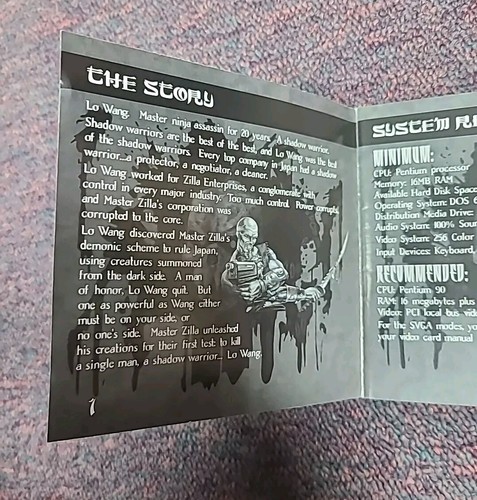 THE STORY
Lo Wang. Master ninja assassin for 20 years. A shadow warrior.
Shadow warriors are the best of the best, and Lo Wang was the best
of the shadow warriors. Every top company in Japan had a shadow
warrior...a protector, a negotiator, a cleaner.
Lo Wang worked for Zilla Enterprises, a conglomerate with
control in every major industry. Too much control. Power corrupts,
and Master Zilla's corporation was
corrupted to the core.
Lo Wang discovered Master Zilla's
demonic scheme to rule Japan,
using creatures summoned
from the dark side. A man
of honor, Lo Wang quit. But
one as powerful as Wang either
must be on your side, or
no one's side. Master Zilla unleashed
his creations for their first test to kill
a single man, a shadow warrior... Lo Wang.
1
SYSTEM
MINIMUM:
CPU: Pentium processor
Memory: 16MB RAM
Available Hard Disk Space
Operating System: DOS
Distribution Media Drive:
Audio System: 100% Soun
Video System: 256 Color
Input Devices: Keyboard,
RECOMMENDED:
CPU: Pentium 90
RAM: 16 megabytes plus
Video: PCI local bus vide
For the SVGA modes, yo
your video card manual